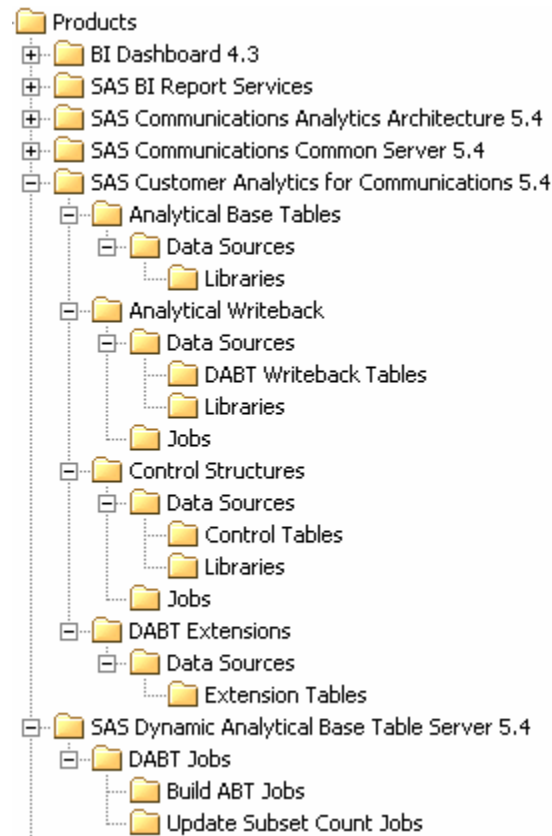 Products
BI Dashboard 4.3
SAS BI Report Services
SAS Communications Analytics Architecture 5.4
SAS Communications Common Server 5.4
SAS Customer Analytics for Communications 5.4
Analytical Base Tables
Data Sources
Libraries
Analytical Writeback
Data Sources
DABT Writeback Tables
Libraries
Jobs
Control Structures
Data Sources
Control Tables
Libraries
Jobs
DABT Extensions
Data Sources
Extension Tables
SAS Dynamic Analytical Base Table Server 5.4
DABT Jobs
Build ABT Jobs
Update Subset Count Jobs